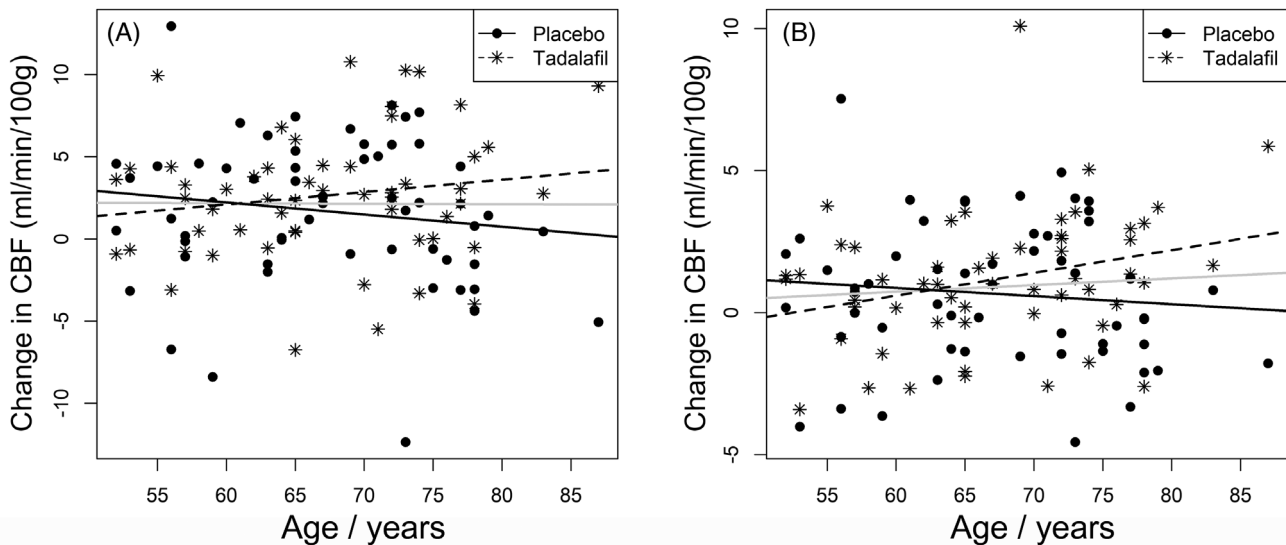 (A)
Placebo
Tadalafil
Change in CBF (ml/min/100g)
10
5
0
-5
-10
55 60 65 70 75 80 85
Age / years
(B)
Placebo
Tadalafil
Change in CBF (ml/min/100g)
10
5
0
-5
55 60 65 70 75 80 85
Age / years